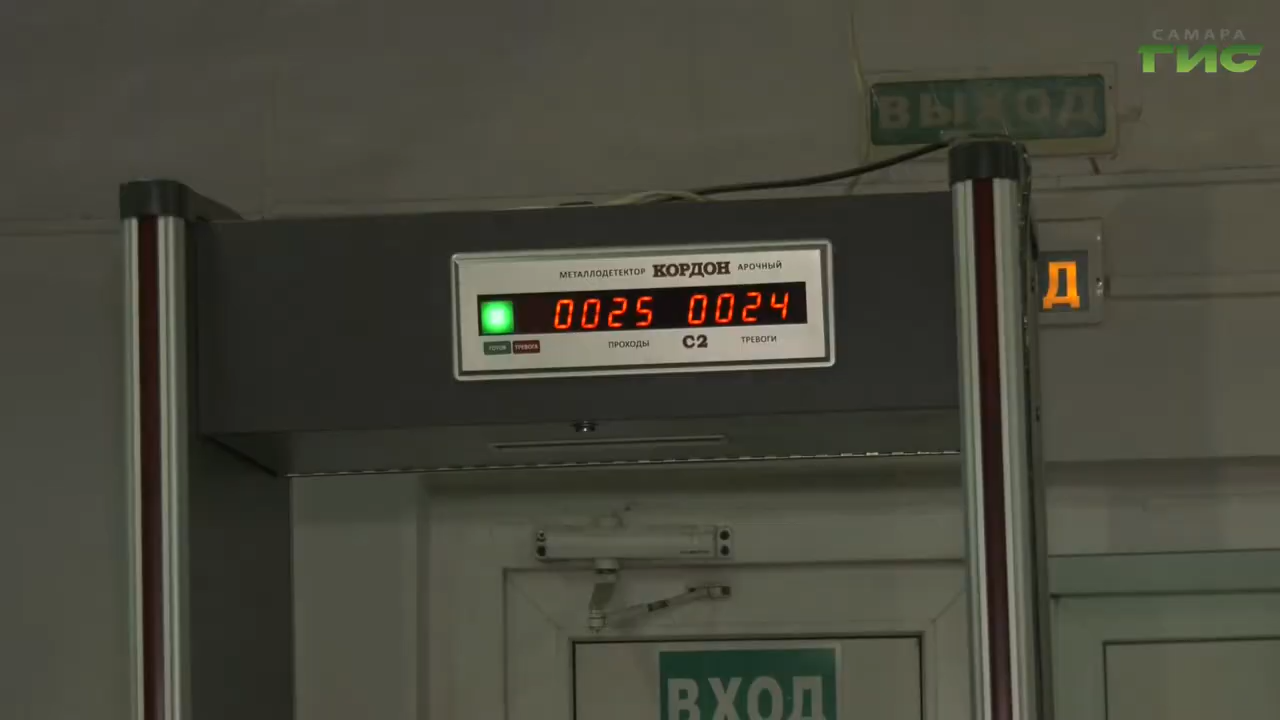 САМАРА
ГИС
ВЫХОД
Д
МЕТАЛЛОДЕТЕКТОР КОРДОН АРОЧНЫЙ
0025 0024
ГОТОВ ТРЕВОГА
ПРОХОДЫ С2 ТРЕВОГИ
ВХОД